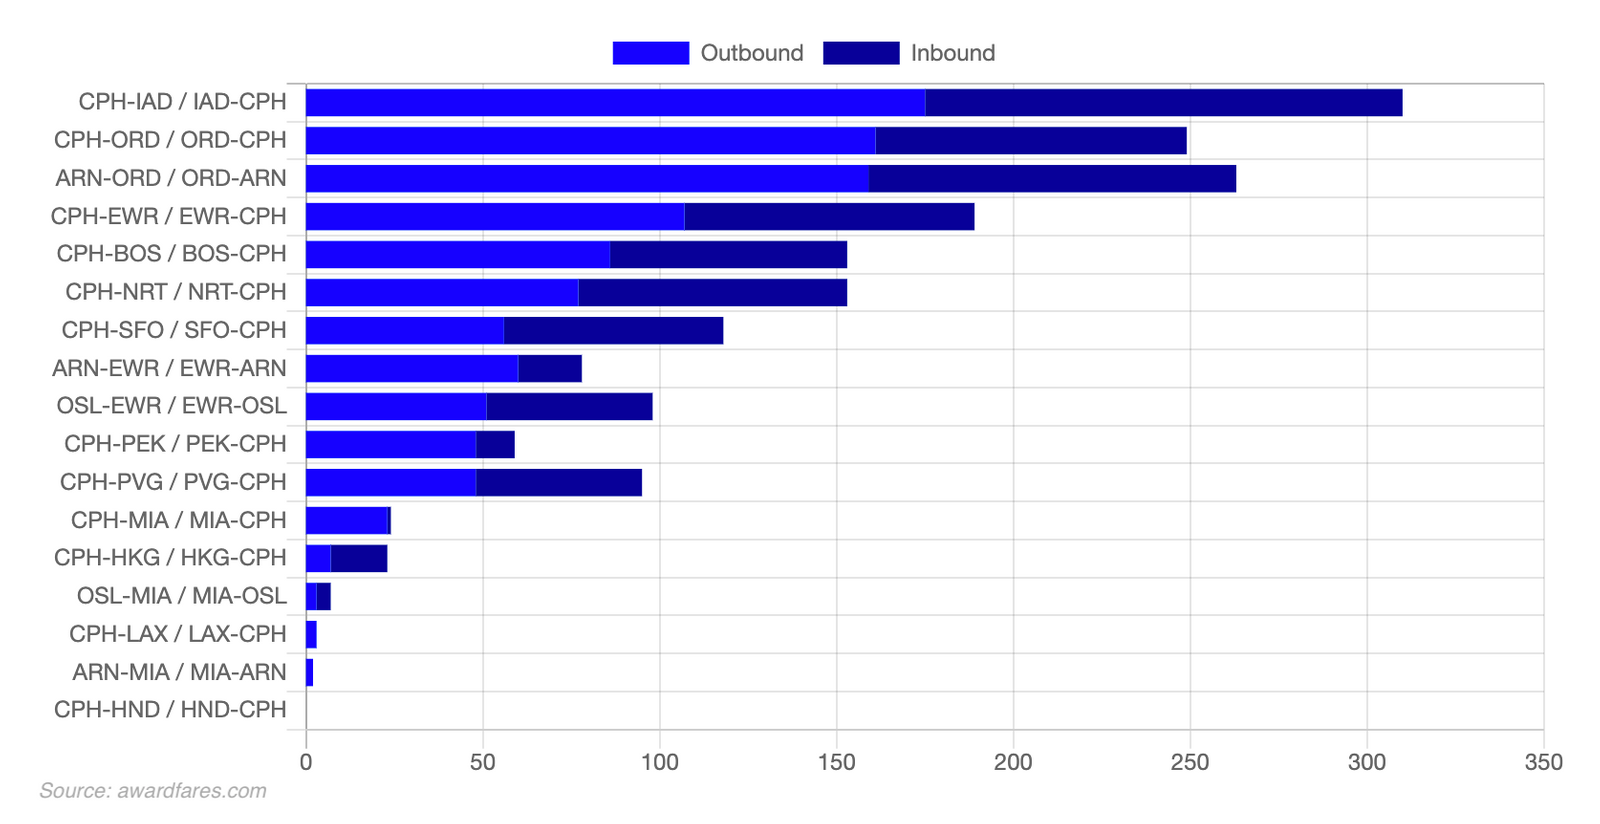 Outbound Inbound
CPH-IAD / IAD-CPH
CPH-ORD / ORD-CPH
ARN-ORD / ORD-ARN
CPH-EWR / EWR-CPH
CPH-BOS / BOS-CPH
CPH-NRT / NRT-CPH
CPH-SFO / SFO-CPH
ARN-EWR / EWR-ARN
OSL-EWR / EWR-OSL
CPH-PEK / PEK-CPH
CPH-PVG / PVG-CPH
CPH-MIA / MIA-CPH
CPH-HKG / HKG-CPH
OSL-MIA / MIA-OSL
CPH-LAX / LAX-CPH
ARN-MIA / MIA-ARN
CPH-HND / HND-CPH
0 50 100 150 200 250 300 350
Source: awardfares.com